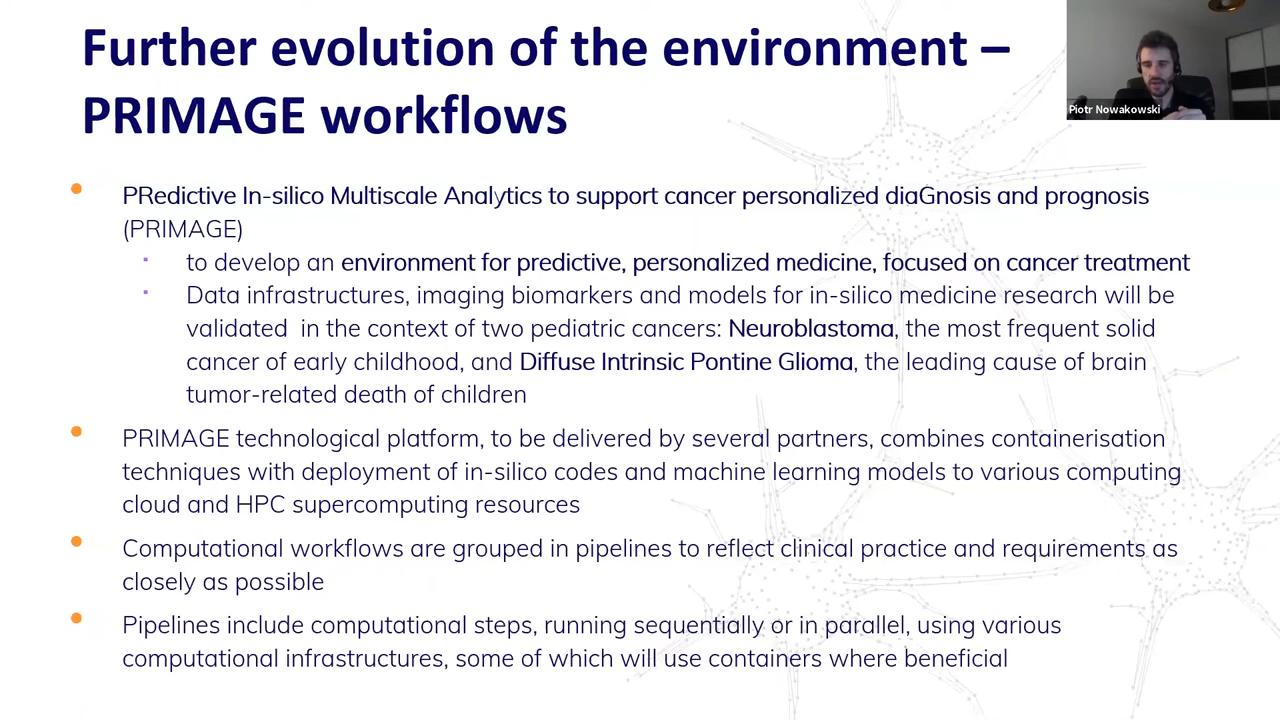 Further evolution of the environment –
PRIMAGE workflows
Piotr Nowakowski
PRedictive In-silico Multiscale Analytics to support cancer personalized diaGnosis and prognosis
(PRIMAGE)
to develop an environment for predictive, personalized medicine, focused on cancer treatment
Data infrastructures, imaging biomarkers and models for in-silico medicine research will be
validated  in the context of two pediatric cancers: Neuroblastoma, the most frequent solid
cancer of early childhood, and Diffuse Intrinsic Pontine Glioma, the leading cause of brain
tumor-related death of children
PRIMAGE technological platform, to be delivered by several partners, combines containerisation
techniques with deployment of in-silico codes and machine learning models to various computing
cloud and HPC supercomputing resources
Computational workflows are grouped in pipelines to reflect clinical practice and requirements as
closely as possible
Pipelines include computational steps, running sequentially or in parallel, using various
computational infrastructures, some of which will use containers where beneficial